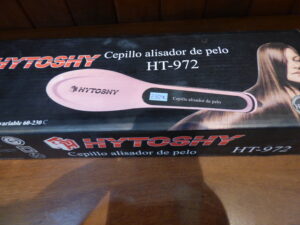 HYTOSHY
Cepillo alisador de pelo
HT-972
HYTOSHY
Cepillo alisador de pelo
variable 60-230 C
HYTOSHY
Cepillo alisador de pelo
HT-972